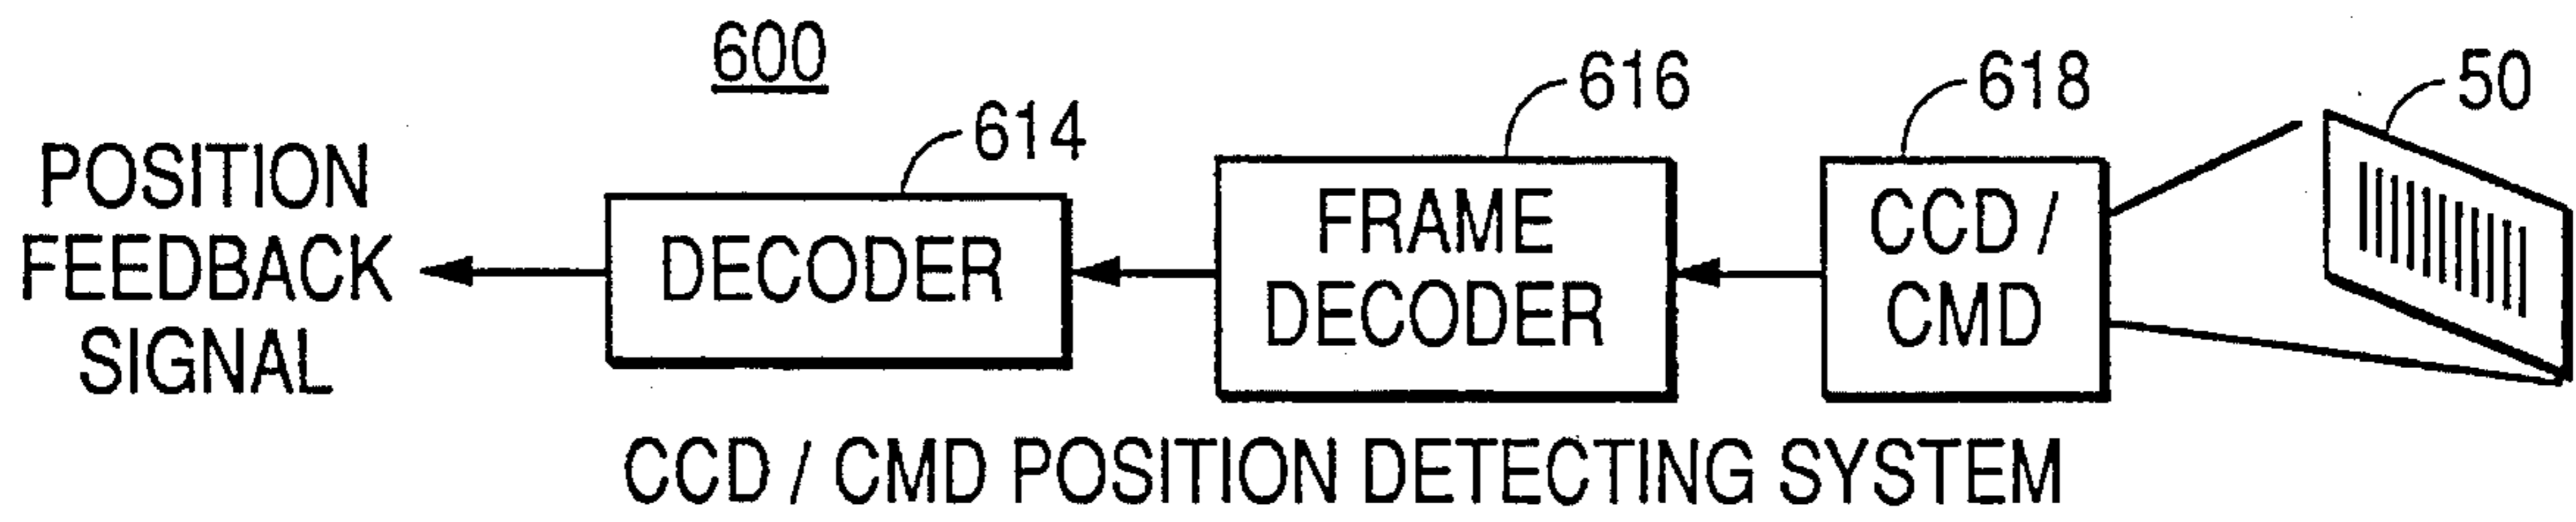 600
614
616
618
50
POSITION
FEEDBACK
SIGNAL
DECODER
FRAME
DECODER
CCD /
CMD
CCD / CMD POSITION DETECTING SYSTEM